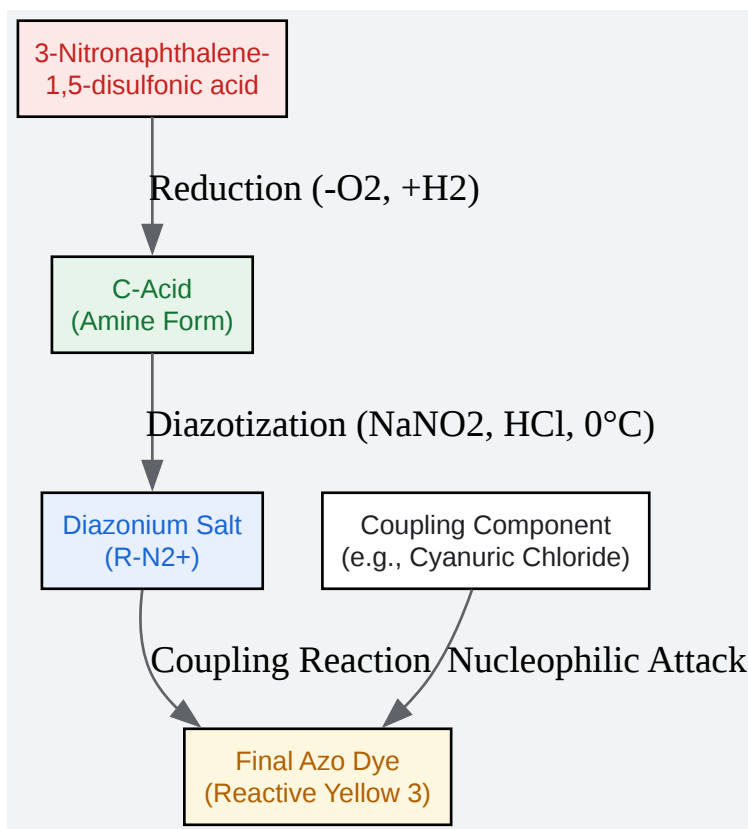 3-Nitronaphthalene-
1,5-disulfonic acid
Reduction (-O2, +H2)
C-Acid
(Amine Form)
Diazotization (NaNO2, HCl, 0°C)
Diazonium Salt
(R-N2+)
Coupling Component
(e.g., Cyanuric Chloride)
Coupling Reaction
Nucleophilic Attack
Final Azo Dye
(Reactive Yellow 3)